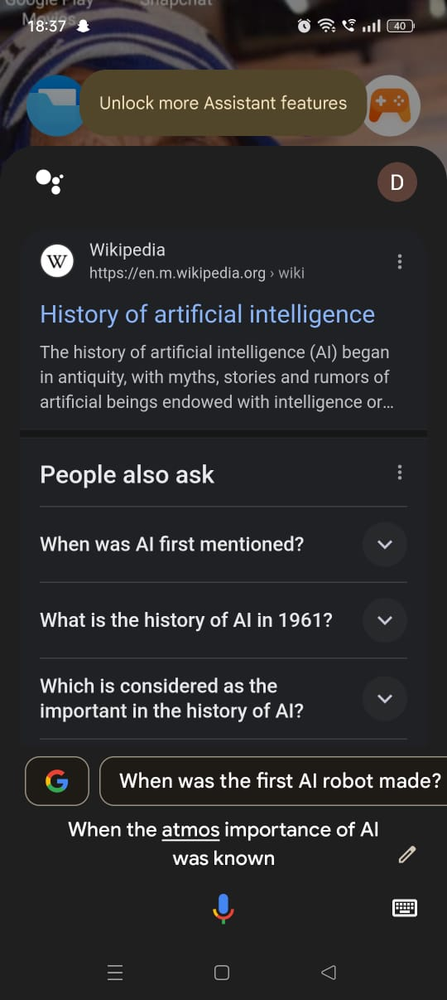 Google Play
Snapchat
Movies
18:37
40
Unlock more Assistant features
D
W
Wikipedia
https://en.m.wikipedia.org › wiki
History of artificial intelligence
The history of artificial intelligence (AI) began
in antiquity, with myths, stories and rumors of
artificial beings endowed with intelligence or...
People also ask
When was AI first mentioned?
What is the history of AI in 1961?
Which is considered as the
important in the history of AI?
G
When was the first AI robot made?
When the atmos importance of AI
was known